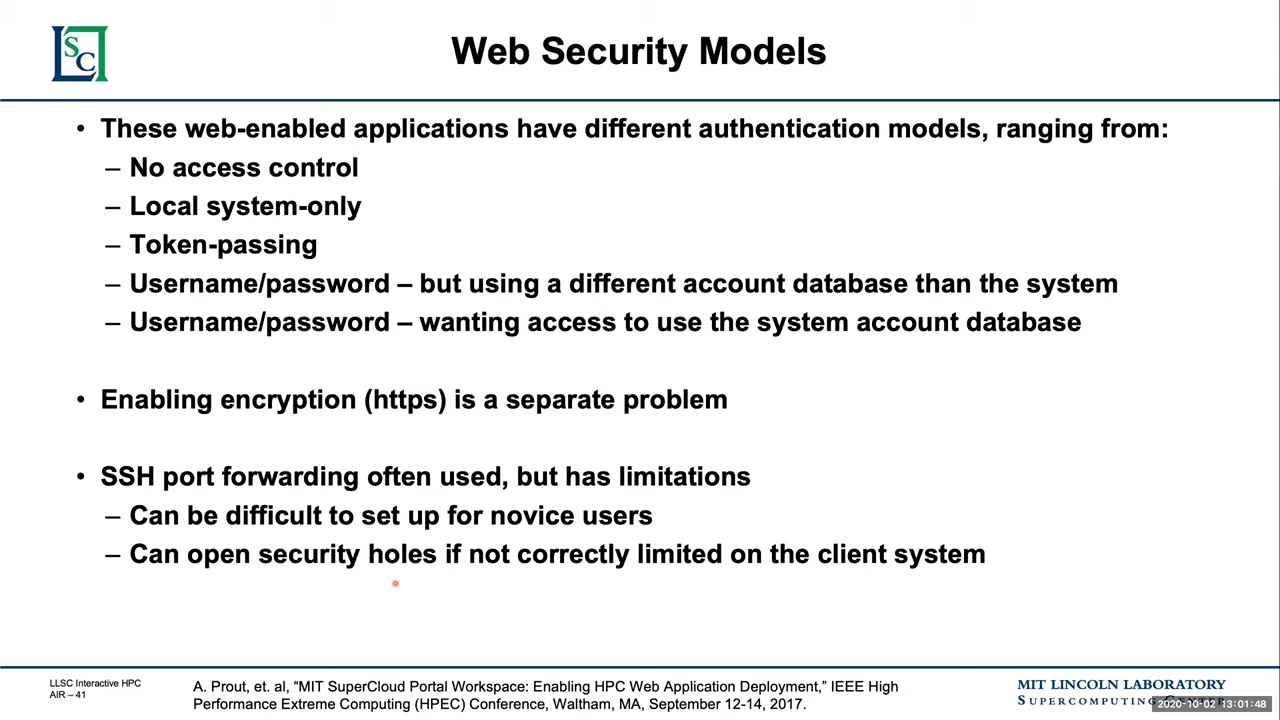 SC
Web Security Models
• These web-enabled applications have different authentication models, ranging from:
– No access control
– Local system-only
– Token-passing
– Username/password – but using a different account database than the system
– Username/password – wanting access to use the system account database
• Enabling encryption (https) is a separate problem
• SSH port forwarding often used, but has limitations
– Can be difficult to set up for novice users
– Can open security holes if not correctly limited on the client system
LLSC Interactive HPC
AIR – 41
A. Prout, et. al, “MIT SuperCloud Portal Workspace: Enabling HPC Web Application Deployment,” IEEE High
Performance Extreme Computing (HPEC) Conference, Waltham, MA, September 12-14, 2017.
MIT LINCOLN LABORATORY
SUPERCOMPUTING CENTER
2020-10-02 13:01:48